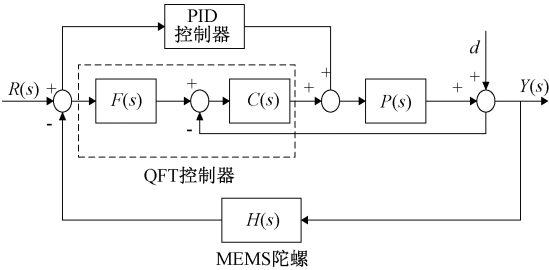 PID
控制器
d
R(s)
+
-
F(s)
+
-
C(s)
+
+
P(s)
+
+
Y(s)
QFT控制器
H(s)
MEMS陀螺